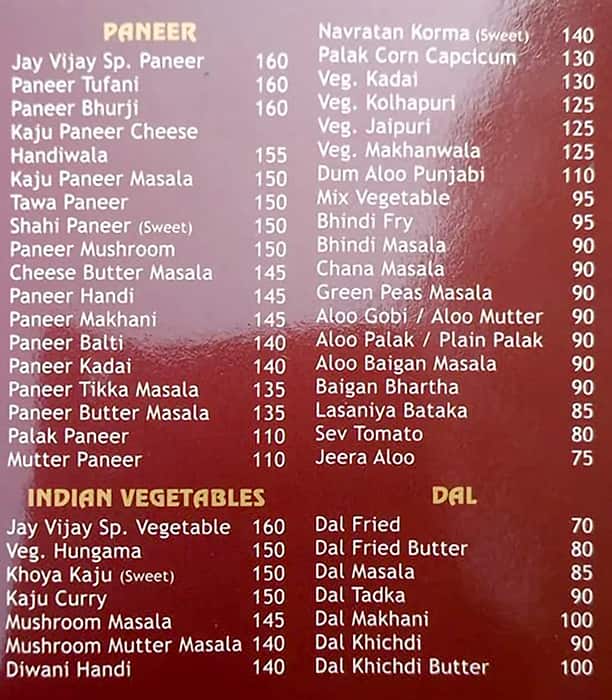 PANEER
Jay Vijay Sp. Paneer 160
Paneer Tufani 160
Paneer Bhurji 160
Kaju Paneer Cheese
Handiwala 155
Kaju Paneer Masala 150
Tawa Paneer 150
Shahi Paneer (Sweet) 150
Paneer Mushroom 150
Cheese Butter Masala 145
Paneer Handi 145
Paneer Makhani 145
Paneer Balti 140
Paneer Kadai 140
Paneer Tikka Masala 135
Paneer Butter Masala 135
Palak Paneer 110
Mutter Paneer 110
INDIAN VEGETABLES
Jay Vijay Sp. Vegetable 160
Veg. Hungama 150
Khoya Kaju (Sweet) 150
Kaju Curry 150
Mushroom Masala 145
Mushroom Mutter Masala 140
Diwani Handi 140
Navratan Korma (Sweet) 140
Palak Corn Capcicum 130
Veg. Kadai 130
Veg. Kolhapuri 125
Veg. Jaipuri 125
Veg. Makhanwala 125
Dum Aloo Punjabi 110
Mix Vegetable 95
Bhindi Fry 95
Bhindi Masala 90
Chana Masala 90
Green Peas Masala 90
Aloo Gobi / Aloo Mutter 90
Aloo Palak / Plain Palak 90
Aloo Baigan Masala 90
Baigan Bhartha 90
Lasaniya Bataka 85
Sev Tomato 80
Jeera Aloo 75
DAL
Dal Fried 70
Dal Fried Butter 80
Dal Masala 85
Dal Tadka 90
Dal Makhani 100
Dal Khichdi 90
Dal Khichdi Butter 100